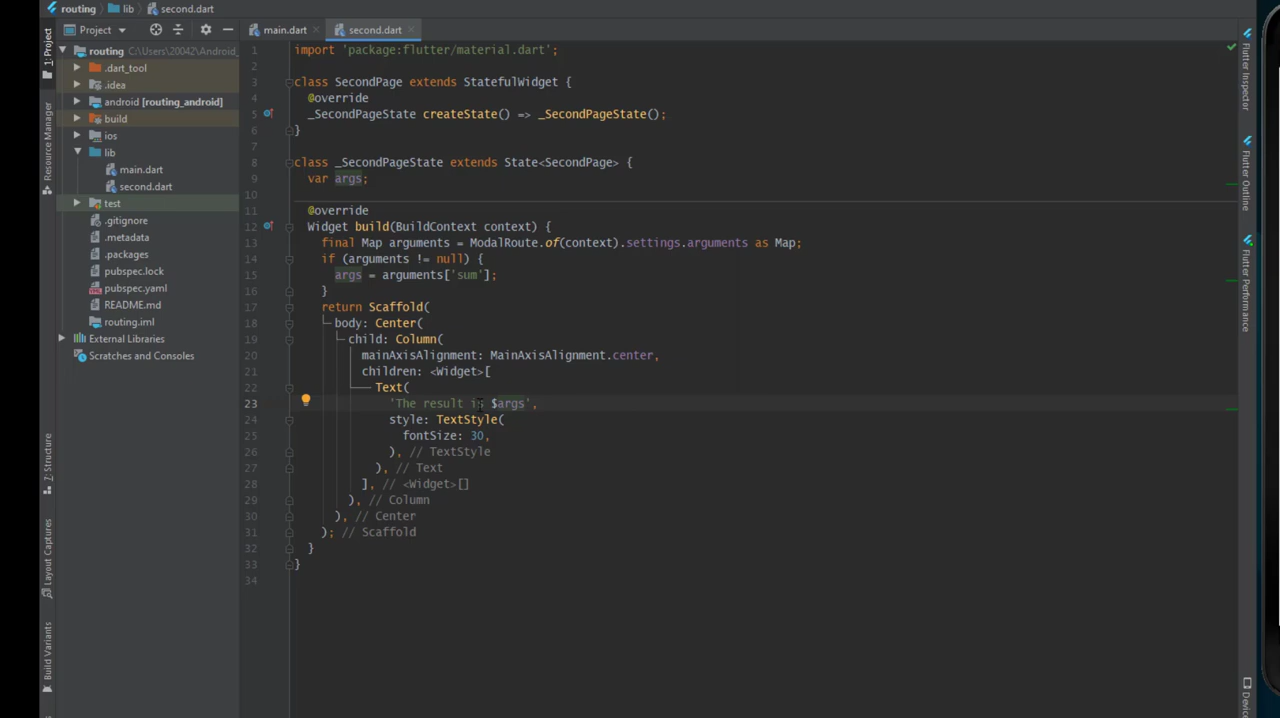 routing
lib
second.dart
Project
main.dart
second.dart
1: Project
Resource Manager
7: Structure
Layout Captures
Build Variants
routing C:\Users\20042\Android_
.dart_tool
.idea
android [routing_android]
build
ios
lib
main.dart
second.dart
test
.gitignore
.metadata
.packages
pubspec.lock
pubspec.yaml
README.md
routing.iml
External Libraries
Scratches and Consoles
1 import 'package:flutter/material.dart';
2
3 class SecondPage extends StatefulWidget {
4 @override
5 _SecondPageState createState() => _SecondPageState();
6 }
7
8 class _SecondPageState extends State<SecondPage> {
9 var args;
10
11 @override
12 Widget build(BuildContext context) {
13 final Map arguments = ModalRoute.of(context).settings.arguments as Map;
14 if (arguments != null) {
15 args = arguments['sum'];
16 }
17 return Scaffold(
18 body: Center(
19 child: Column(
20 mainAxisAlignment: MainAxisAlignment.center,
21 children: <Widget>[
22 Text(
23 'The result is $args',
24 style: TextStyle(
25 fontSize: 30,
26 ), // TextStyle
27 ), // Text
28 ], // <Widget>[]
29 ), // Column
30 ), // Center
31 ); // Scaffold
32 }
33 }
34
Flutter Inspector
Flutter Outline
Flutter Performance